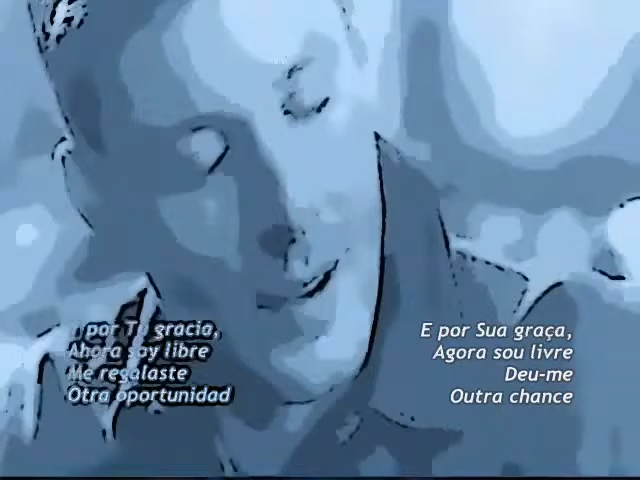 Y por Tu gracia,
Ahora soy libre
Me regalaste
Otra oportunidad
E por Sua graça,
Agora sou livre
Deu-me
Outra chance